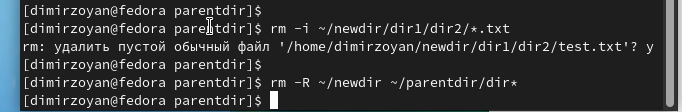 [dimirzoyan@fedora parentdir]$
[dimirzoyan@fedora parentdir]$ rm -i ~/newdir/dir1/dir2/*.txt
rm: удалить пустой обычный файл '/home/dimirzoyan/newdir/dir1/dir2/test.txt'? y
[dimirzoyan@fedora parentdir]$
[dimirzoyan@fedora parentdir]$ rm -R ~/newdir ~/parentdir/dir*
[dimirzoyan@fedora parentdir]$